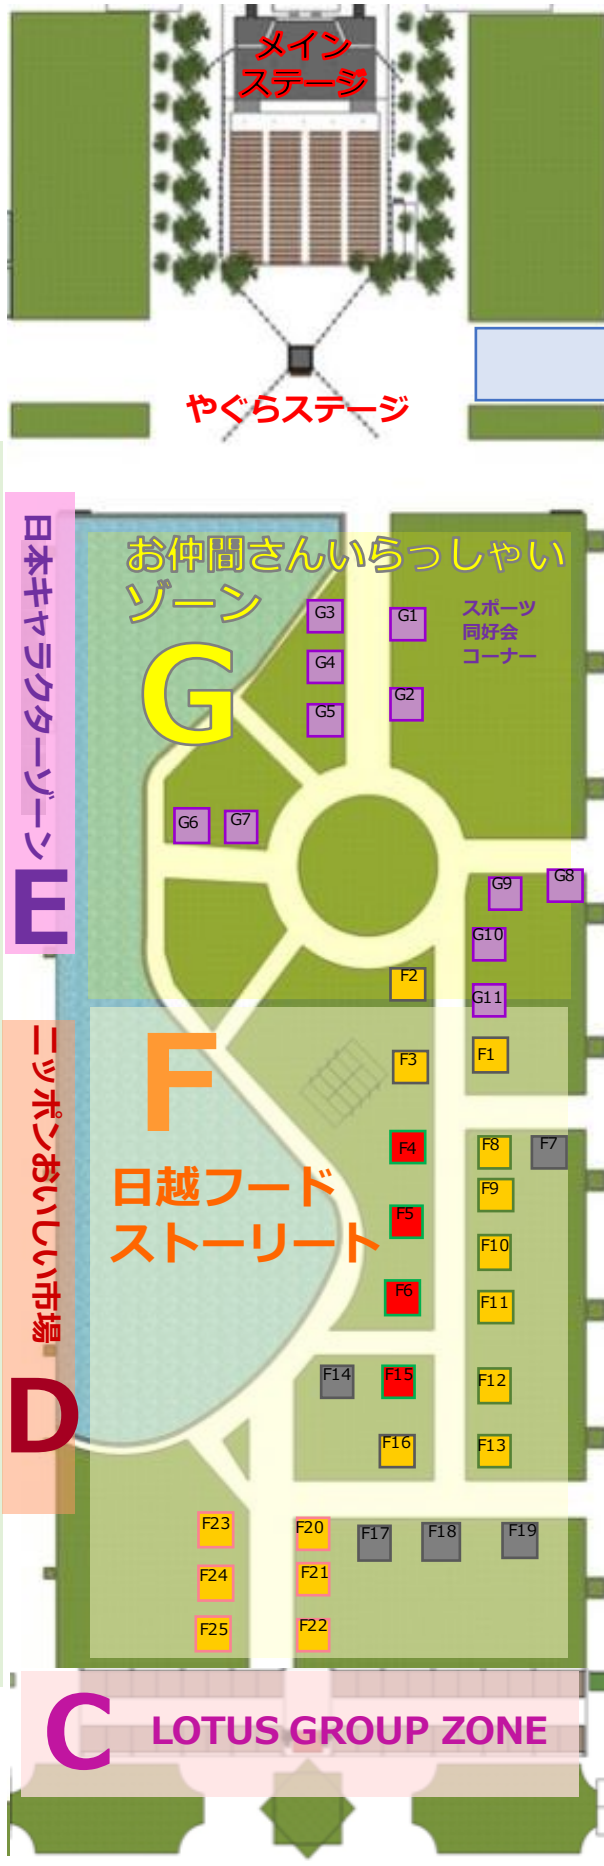 メイン
ステージ
やぐらステージ
日本キャラクターゾーン
E
お仲間さんいらっしゃい
ゾーン
G
スポーツ
同好会
コーナー
G3
G1
G4
G2
G5
G6
G7
G8
G9
G10
G11
F2
F3
F1
ニッポンおいしい市場
D
F
日越フード
ストーリート
F4
F8
F7
F9
F5
F10
F6
F11
F14
F15
F12
F16
F13
F23
F20
F17
F18
F19
F24
F21
F25
F22
C
LOTUS GROUP ZONE